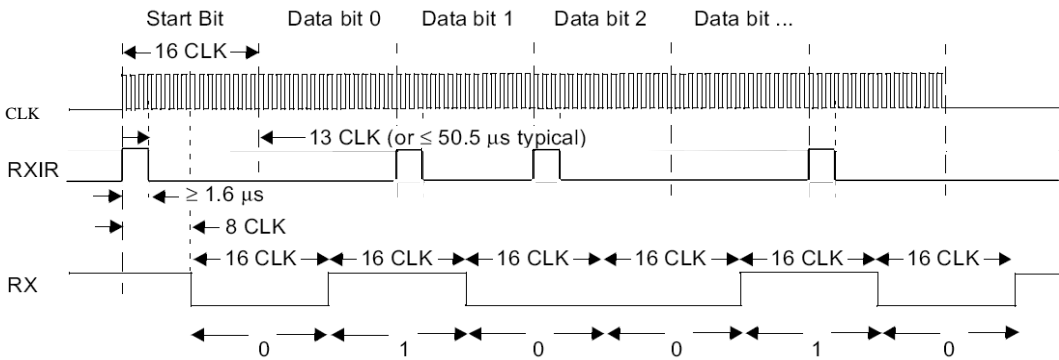 Start Bit Data bit 0 Data bit 1 Data bit 2 Data bit ...
16 CLK
CLK
13 CLK (or ≤ 50.5 μs typical)
RXIR
≥ 1.6 μs
8 CLK
16 CLK 16 CLK 16 CLK 16 CLK 16 CLK 16 CLK
RX
0 1 0 0 1 0